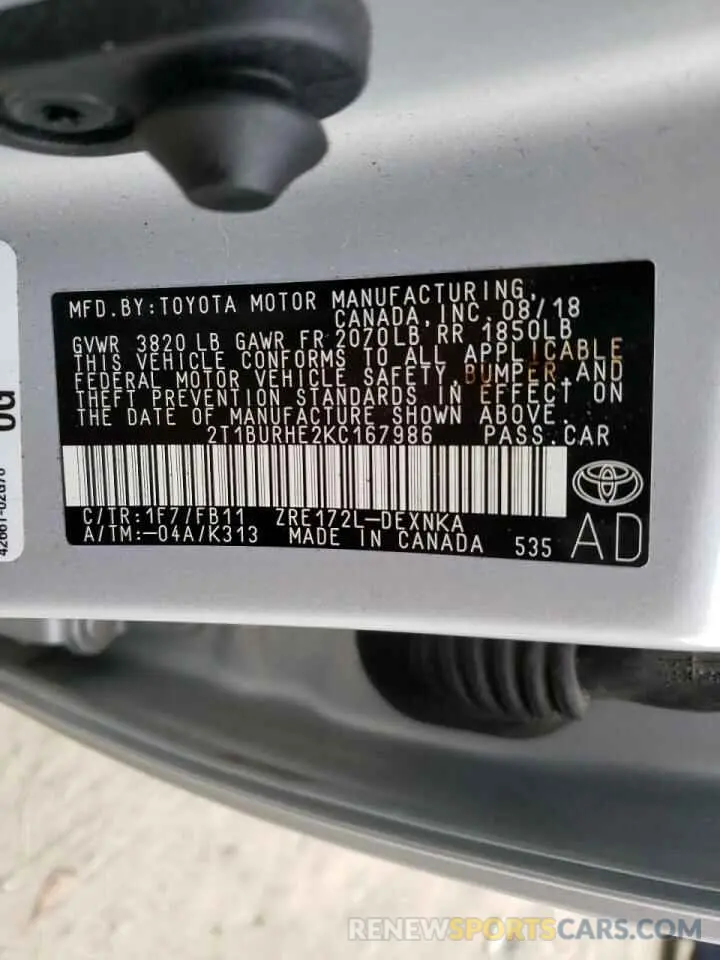 MFD. BY: TOYOTA MOTOR MANUFACTURING,
CANADA, INC. 08/18
GVWR 3820 LB GAWR FR 2070LB RR 1850LB
THIS VEHICLE CONFORMS TO ALL APPLICABLE
FEDERAL MOTOR VEHICLE SAFETY, BUMPER, AND
THEFT PREVENTION STANDARDS IN EFFECT ON
THE DATE OF MANUFACTURE SHOWN ABOVE.
2T1BURHE2KC167986 PASS. CAR
C/TR: 1F7/FB11 ZRE172L-DEXNKA
A/TM: -04A/K313 MADE IN CANADA 535 AD
42661-02G70
RENEWSPORTSCARS.COM